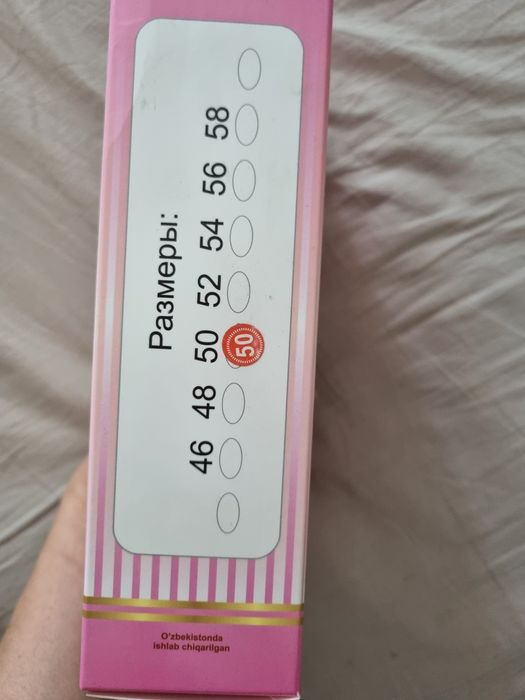 Размеры:
46 48 50 52 54 56 58
50
O'zbekistonda
ishlab chiqarilgan